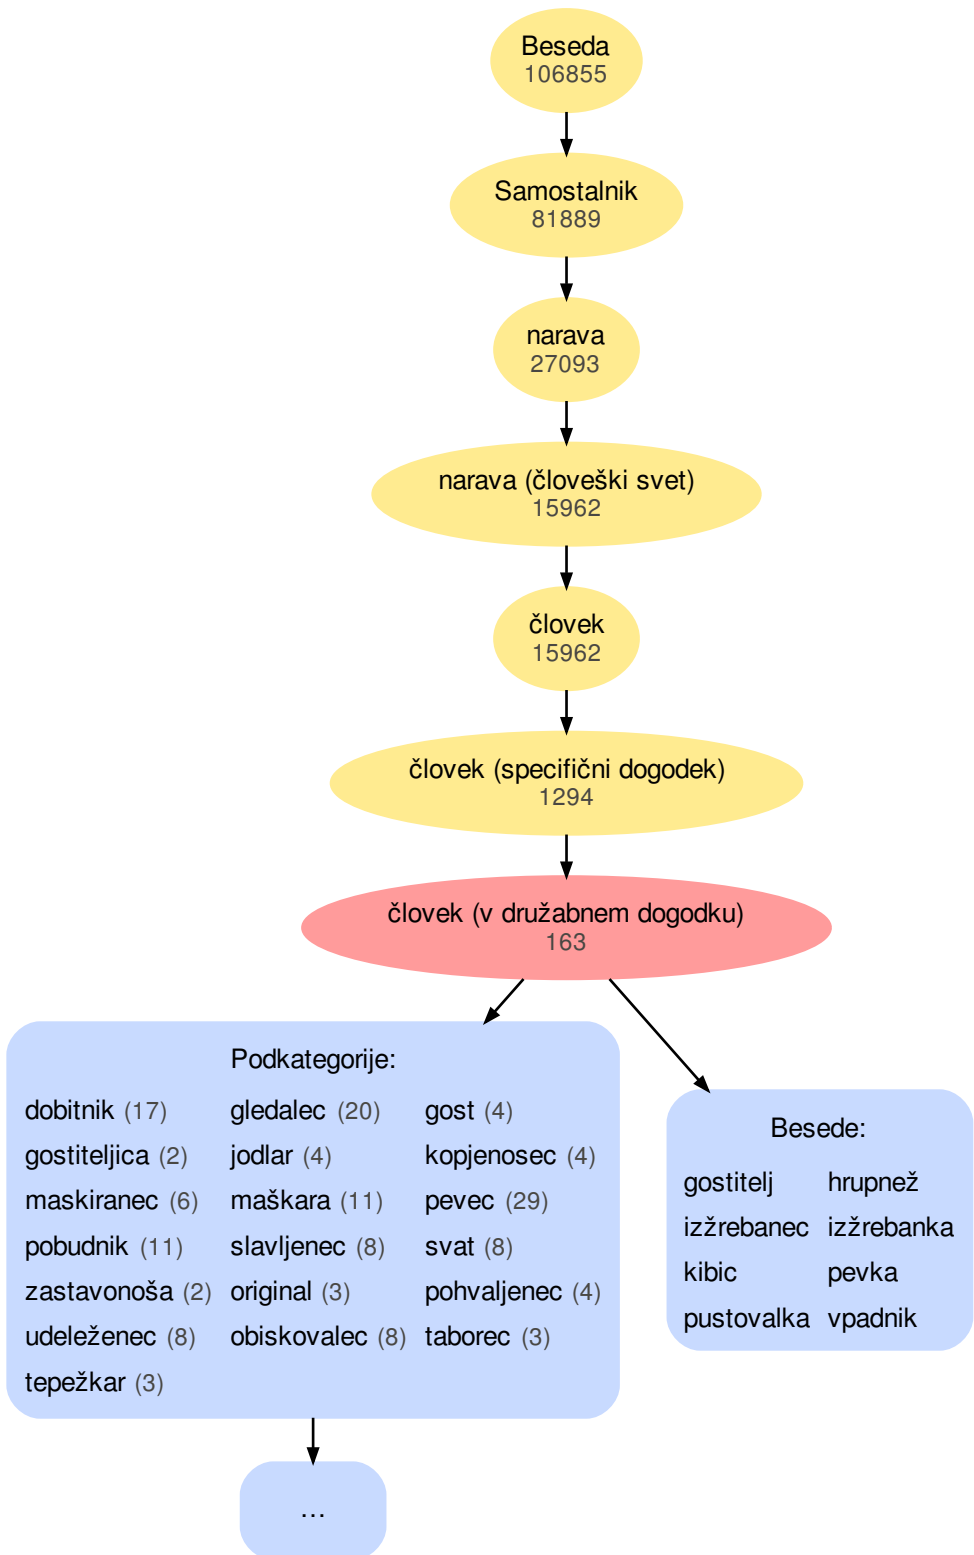 Beseda
106855
Samostalnik
81889
narava
27093
narava (človeški svet)
15962
človek
15962
človek (specifični dogodek)
1294
človek (v družabnem dogodku)
163
Podkategorije:
dobitnik (17) gledalec (20) gost (4)
gostiteljica (2) jodlar (4) kopjenosec (4)
maskiranec (6) maškara (11) pevec (29)
pobudnik (11) slavljenec (8) svat (8)
zastavonoša (2) original (3) pohvaljenec (4)
udeleženec (8) obiskovalec (8) taborec (3)
tepežkar (3)
Besede:
gostitelj hrupnež
izžrebanec izžrebanka
kibic pevka
pustovalka vpadnik
...